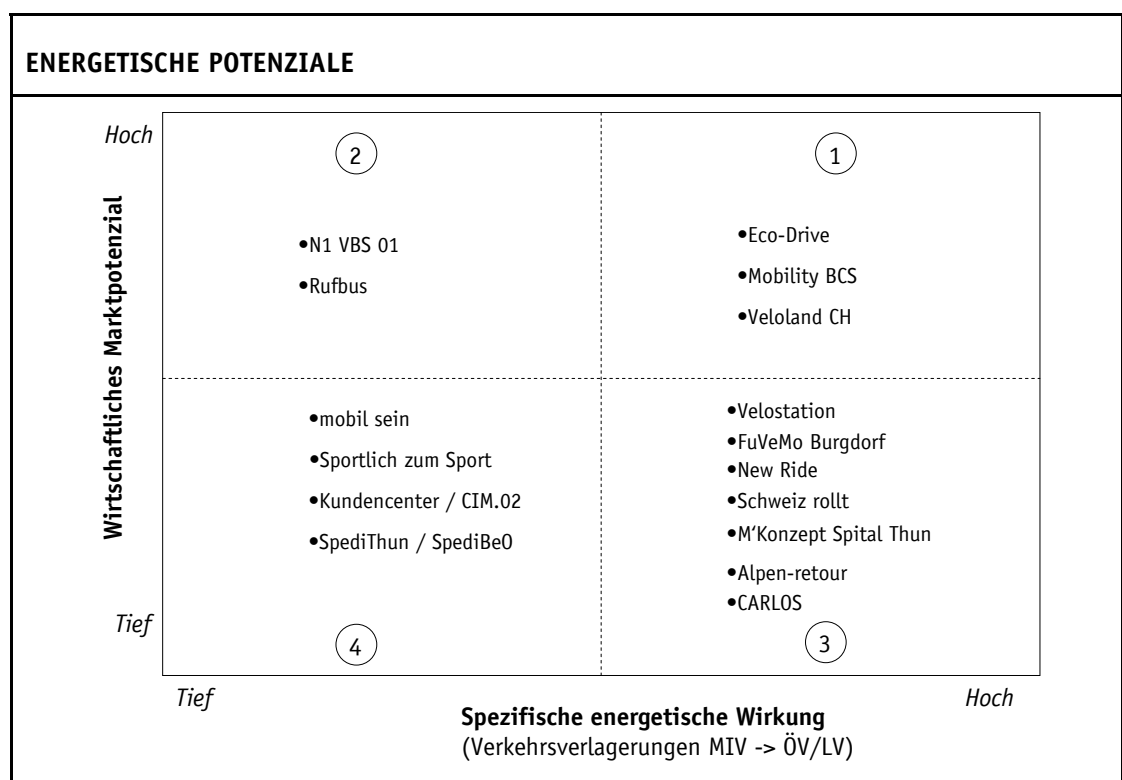 ENERGETISCHE POTENZIALE
Hoch
2
1
Wirtschaftliches Marktpotenzial
•N1 VBS 01
•Rufbus
•Eco-Drive
•Mobility BCS
•Veloland CH
•mobil sein
•Sportlich zum Sport
•Kundencenter / CIM.02
•SpediThun / SpediBeO
•Velostation
•FuVeMo Burgdorf
•New Ride
•Schweiz rollt
•M‘Konzept Spital Thun
•Alpen-retour
•CARLOS
Tief
4
3
Tief
Hoch
Spezifische energetische Wirkung
(Verkehrsverlagerungen MIV -> ÖV/LV)